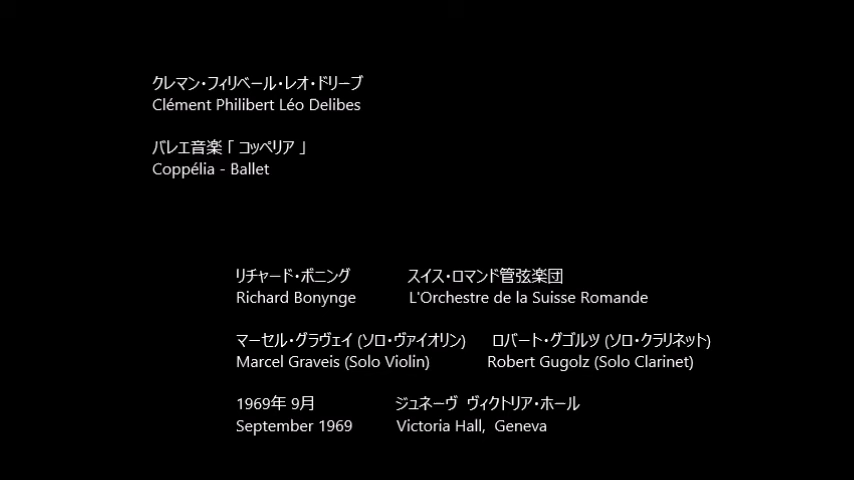 クレマン・フィリベール・レオ・ドリーブ
Clément Philibert Léo Delibes
バレエ音楽「 コッペリア 」
Coppélia - Ballet
リチャード・ボニング スイス・ロマンド管弦楽団
Richard Bonynge L'Orchestre de la Suisse Romande
マーセル・グラヴェイ (ソロ・ヴァイオリン) ロバート・グゴルツ (ソロ・クラリネット)
Marcel Graveis (Solo Violin) Robert Gugolz (Solo Clarinet)
1969年 9月 ジュネーヴ ヴィクトリア・ホール
September 1969 Victoria Hall, Geneva